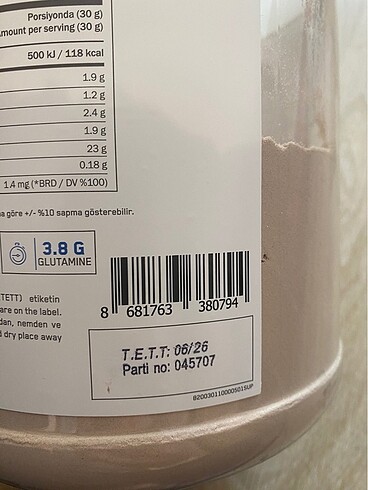 Porsiyonda (30 g)
Amount per serving (30 g)
500 kJ / 118 kcal
1.9 g
1.2 g
2.4 g
1.9 g
23 g
0.18 g
1.4 mg (*BRD / DV %100)
göre +/- %10 sapma gösterebilir.
3.8 G
GLUTAMINE
TETT) etiketin
are on the label.
nemden ve
dry place away
8 681763 380794
T.E.T.T: 06/26
Parti no: 045707